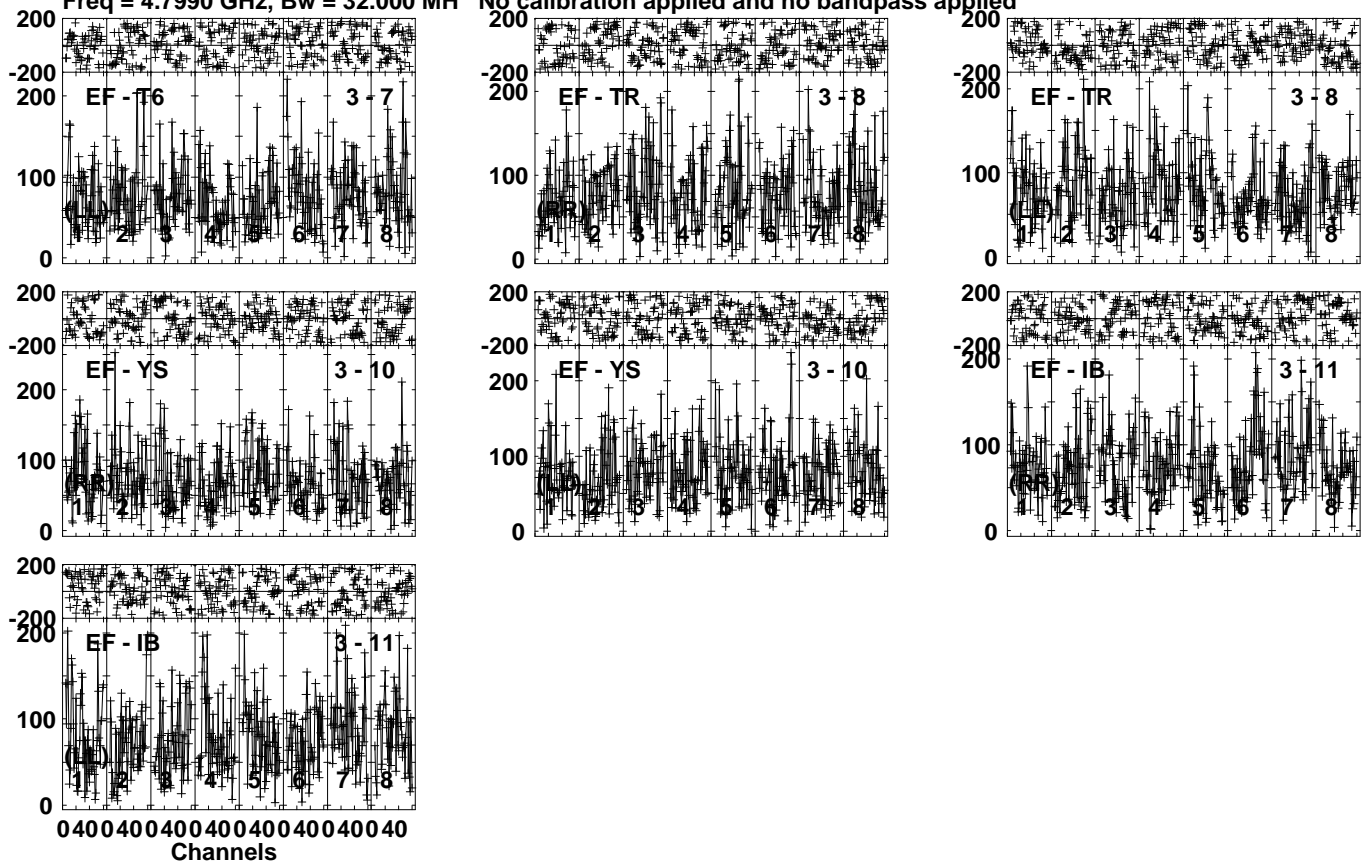 Freq = 4.7990 GHz, Bw = 32.000 MH No calibration applied and no bandpass applied
200
-200
200
100
0
EF - T6 3 - 7
(LL)
1 2 3 4 5 6 7 8
200
-200
200
100
0
EF - TR 3 - 8
(RR)
1 2 3 4 5 6 7 8
200
-200
200
100
0
EF - TR 3 - 8
(LL)
1 2 3 4 5 6 7 8
200
-200
200
100
0
EF - YS 3 - 10
(RR)
1 2 3 4 5 6 7 8
200
-200
200
100
0
EF - YS 3 - 10
(LL)
1 2 3 4 5 6 7 8
200
-200
200
100
0
EF - IB 3 - 11
(RR)
1 2 3 4 5 6 7 8
200
-200
200
100
0
EF - IB 3 - 11
(LL)
1 2 3 4 5 6 7 8
0 40 0 40 0 40 0 40 0 40 0 40 0 40 0 40
Channels